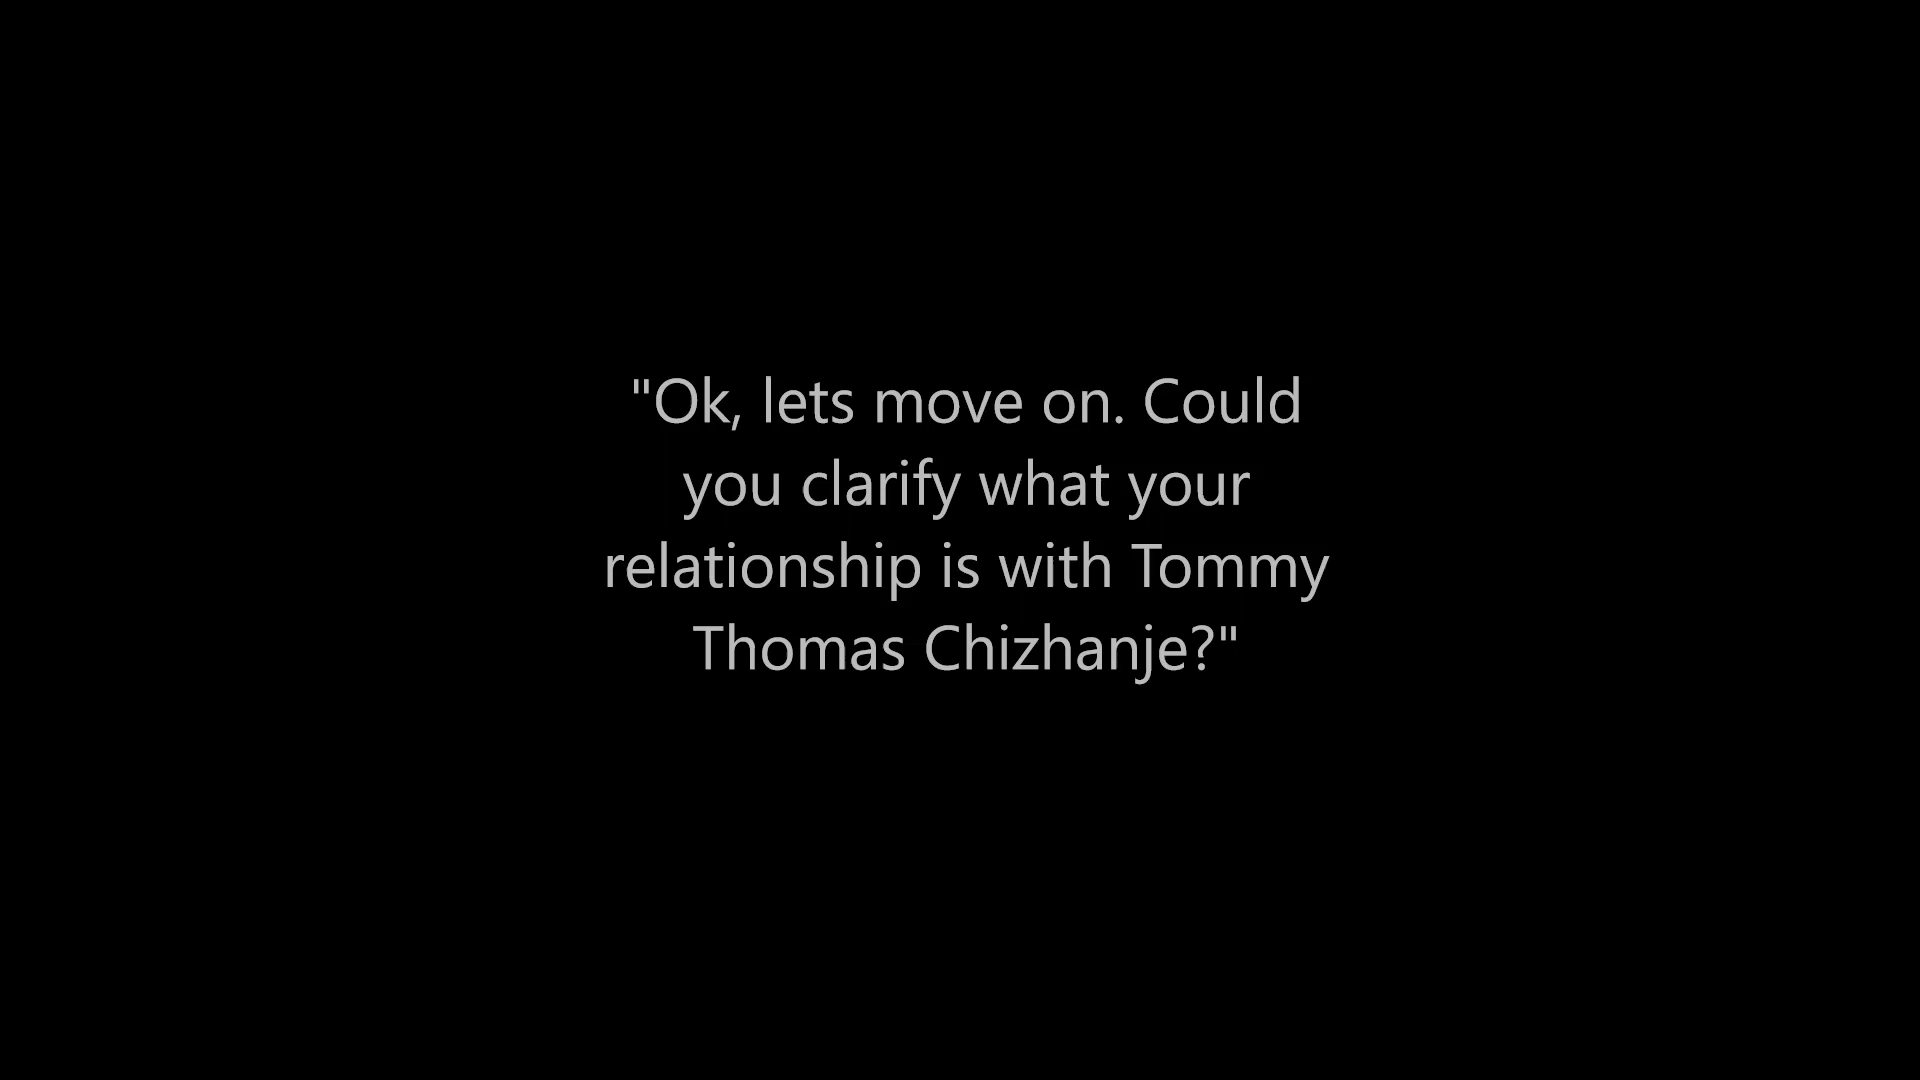 "Ok, lets move on. Could
you clarify what your
relationship is with Tommy
Thomas Chizhanje?"